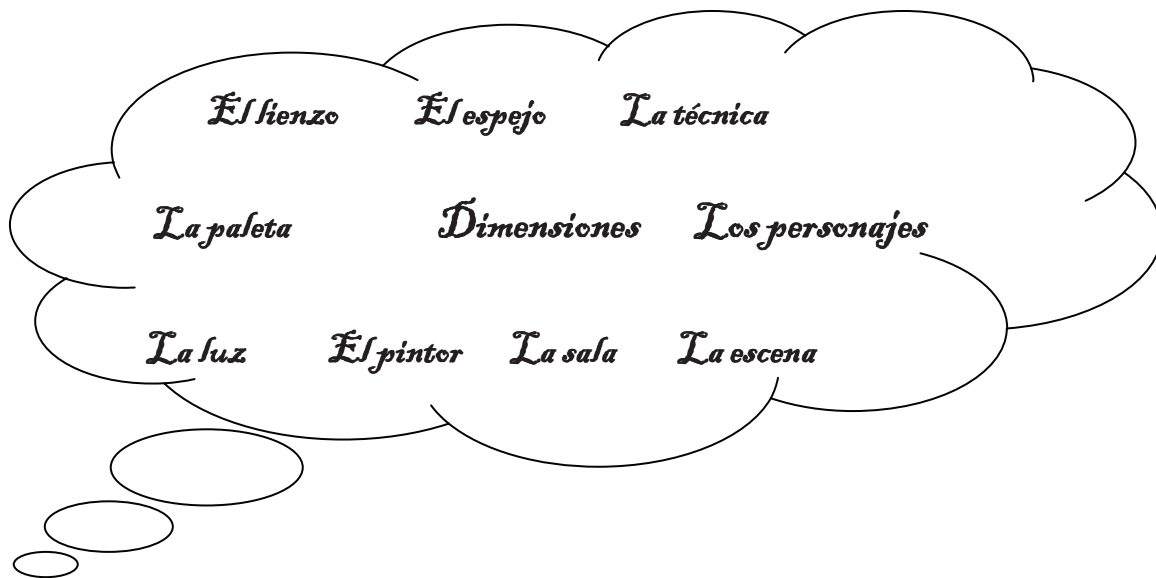 El lienzo El espejo La técnica
La paleta Dimensiones Los personajes
La luz El pintor La sala La escena